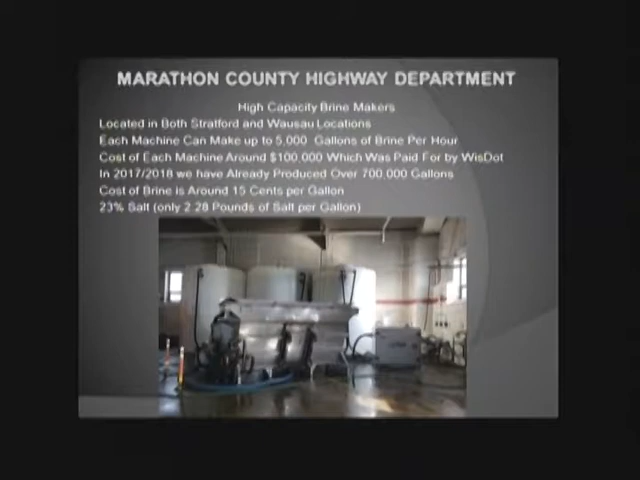 MARATHON COUNTY HIGHWAY DEPARTMENT
High Capacity Brine Makers
Located in Both Stratford and Wausau Locations
Each Machine Can Make up to 5,000 Gallons of Brine Per Hour
Cost of Each Machine Around $100,000 Which Was Paid For by WisDot
In 2017/2018 we have Already Produced Over 700,000 Gallons
Cost of Brine is Around 15 Cents per Gallon
23% Salt (only 2.28 Pounds of Salt per Gallon)